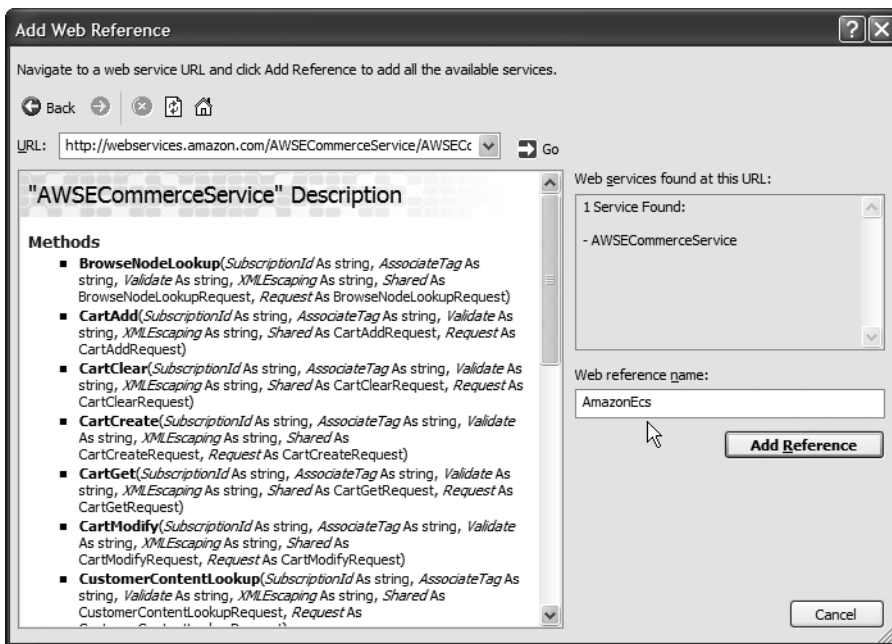 Add Web Reference
Navigate to a web service URL and click Add Reference to add all the available services.
Back
URL: http://webservices.amazon.com/AWSECommerceService/AWSECc Go
"AWSECommerceService" Description
Methods
BrowseNodeLookup(SubscriptionId As string, AssociateTag As
string, Validate As string, XMLEscaping As string, Shared As
BrowseNodeLookupRequest, Request As BrowseNodeLookupRequest)
CartAdd(SubscriptionId As string, AssociateTag As string, Validate As
string, XMLEscaping As string, Shared As CartAddRequest, Request As
CartAddRequest)
CartClear(SubscriptionId As string, AssociateTag As string, Validate As
string, XMLEscaping As string, Shared As CartClearRequest, Request As
CartClearRequest)
CartCreate(SubscriptionId As string, AssociateTag As string, Validate
As string, XMLEscaping As string, Shared As
CartCreateRequest, Request As CartCreateRequest)
CartGet(SubscriptionId As string, AssociateTag As string, Validate As
string, XMLEscaping As string, Shared As CartGetRequest, Request As
CartGetRequest)
CartModify(SubscriptionId As string, AssociateTag As string, Validate
As string, XMLEscaping As string, Shared As
CartModifyRequest, Request As CartModifyRequest)
CustomerContentLookup(SubscriptionId As string, AssociateTag As
string, Validate As string, XMLEscaping As string, Shared As
CustomerContentLookupRequest, Request As
Web services found at this URL:
1 Service Found:
- AWSECommerceService
Web reference name:
AmazonEcs
Add Reference
Cancel